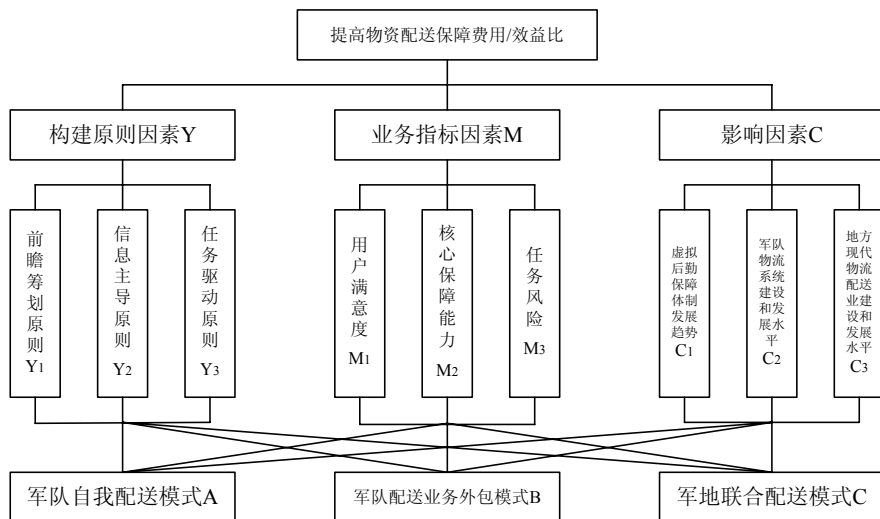 提高物资配送保障费用/效益比
构建原则因素Y
业务指标因素M
影响因素C
前瞻筹划原则Y1
信息主导原则Y2
任务驱动原则Y3
用户满意度M1
核心保障能力M2
任务风险M3
虚拟
后勤
保障
体制
发展
趋势
C1
军队
物流
系统
建设
和发
展水
平
C2
地方
现代
物流
配送
业建
设和
发展
水平
C3
军队自我配送模式A
军队配送业务外包模式B
军地联合配送模式C